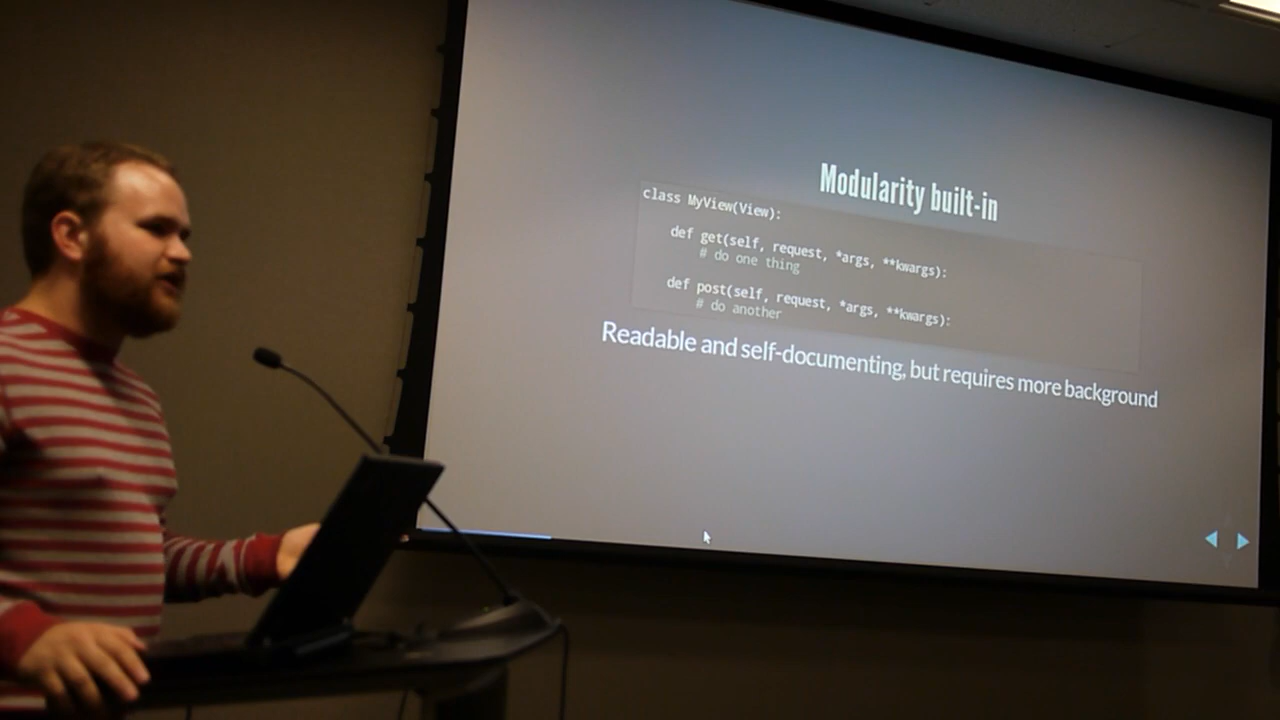 Modularity built-in
class MyView(View):
def get(self, request, *args, **kwargs):
# do one thing
def post(self, request, *args, **kwargs):
# do another
Readable and self-documenting, but requires more background